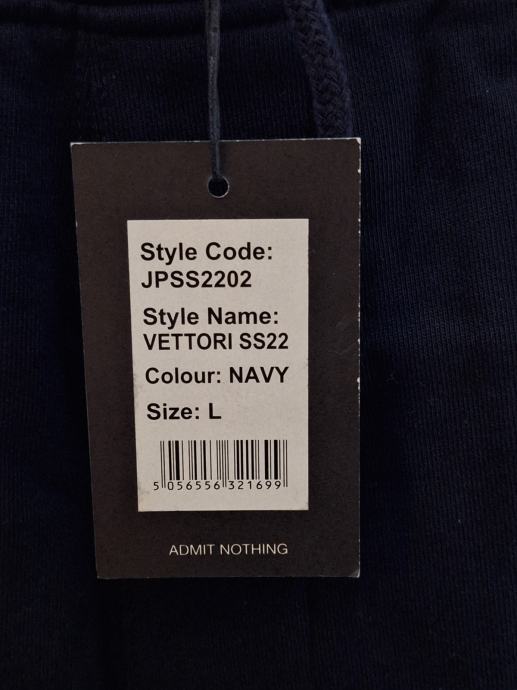 Style Code:
JPSS2202
Style Name:
VETTORI SS22
Colour: NAVY
Size: L
5 056556 321699
ADMIT NOTHING